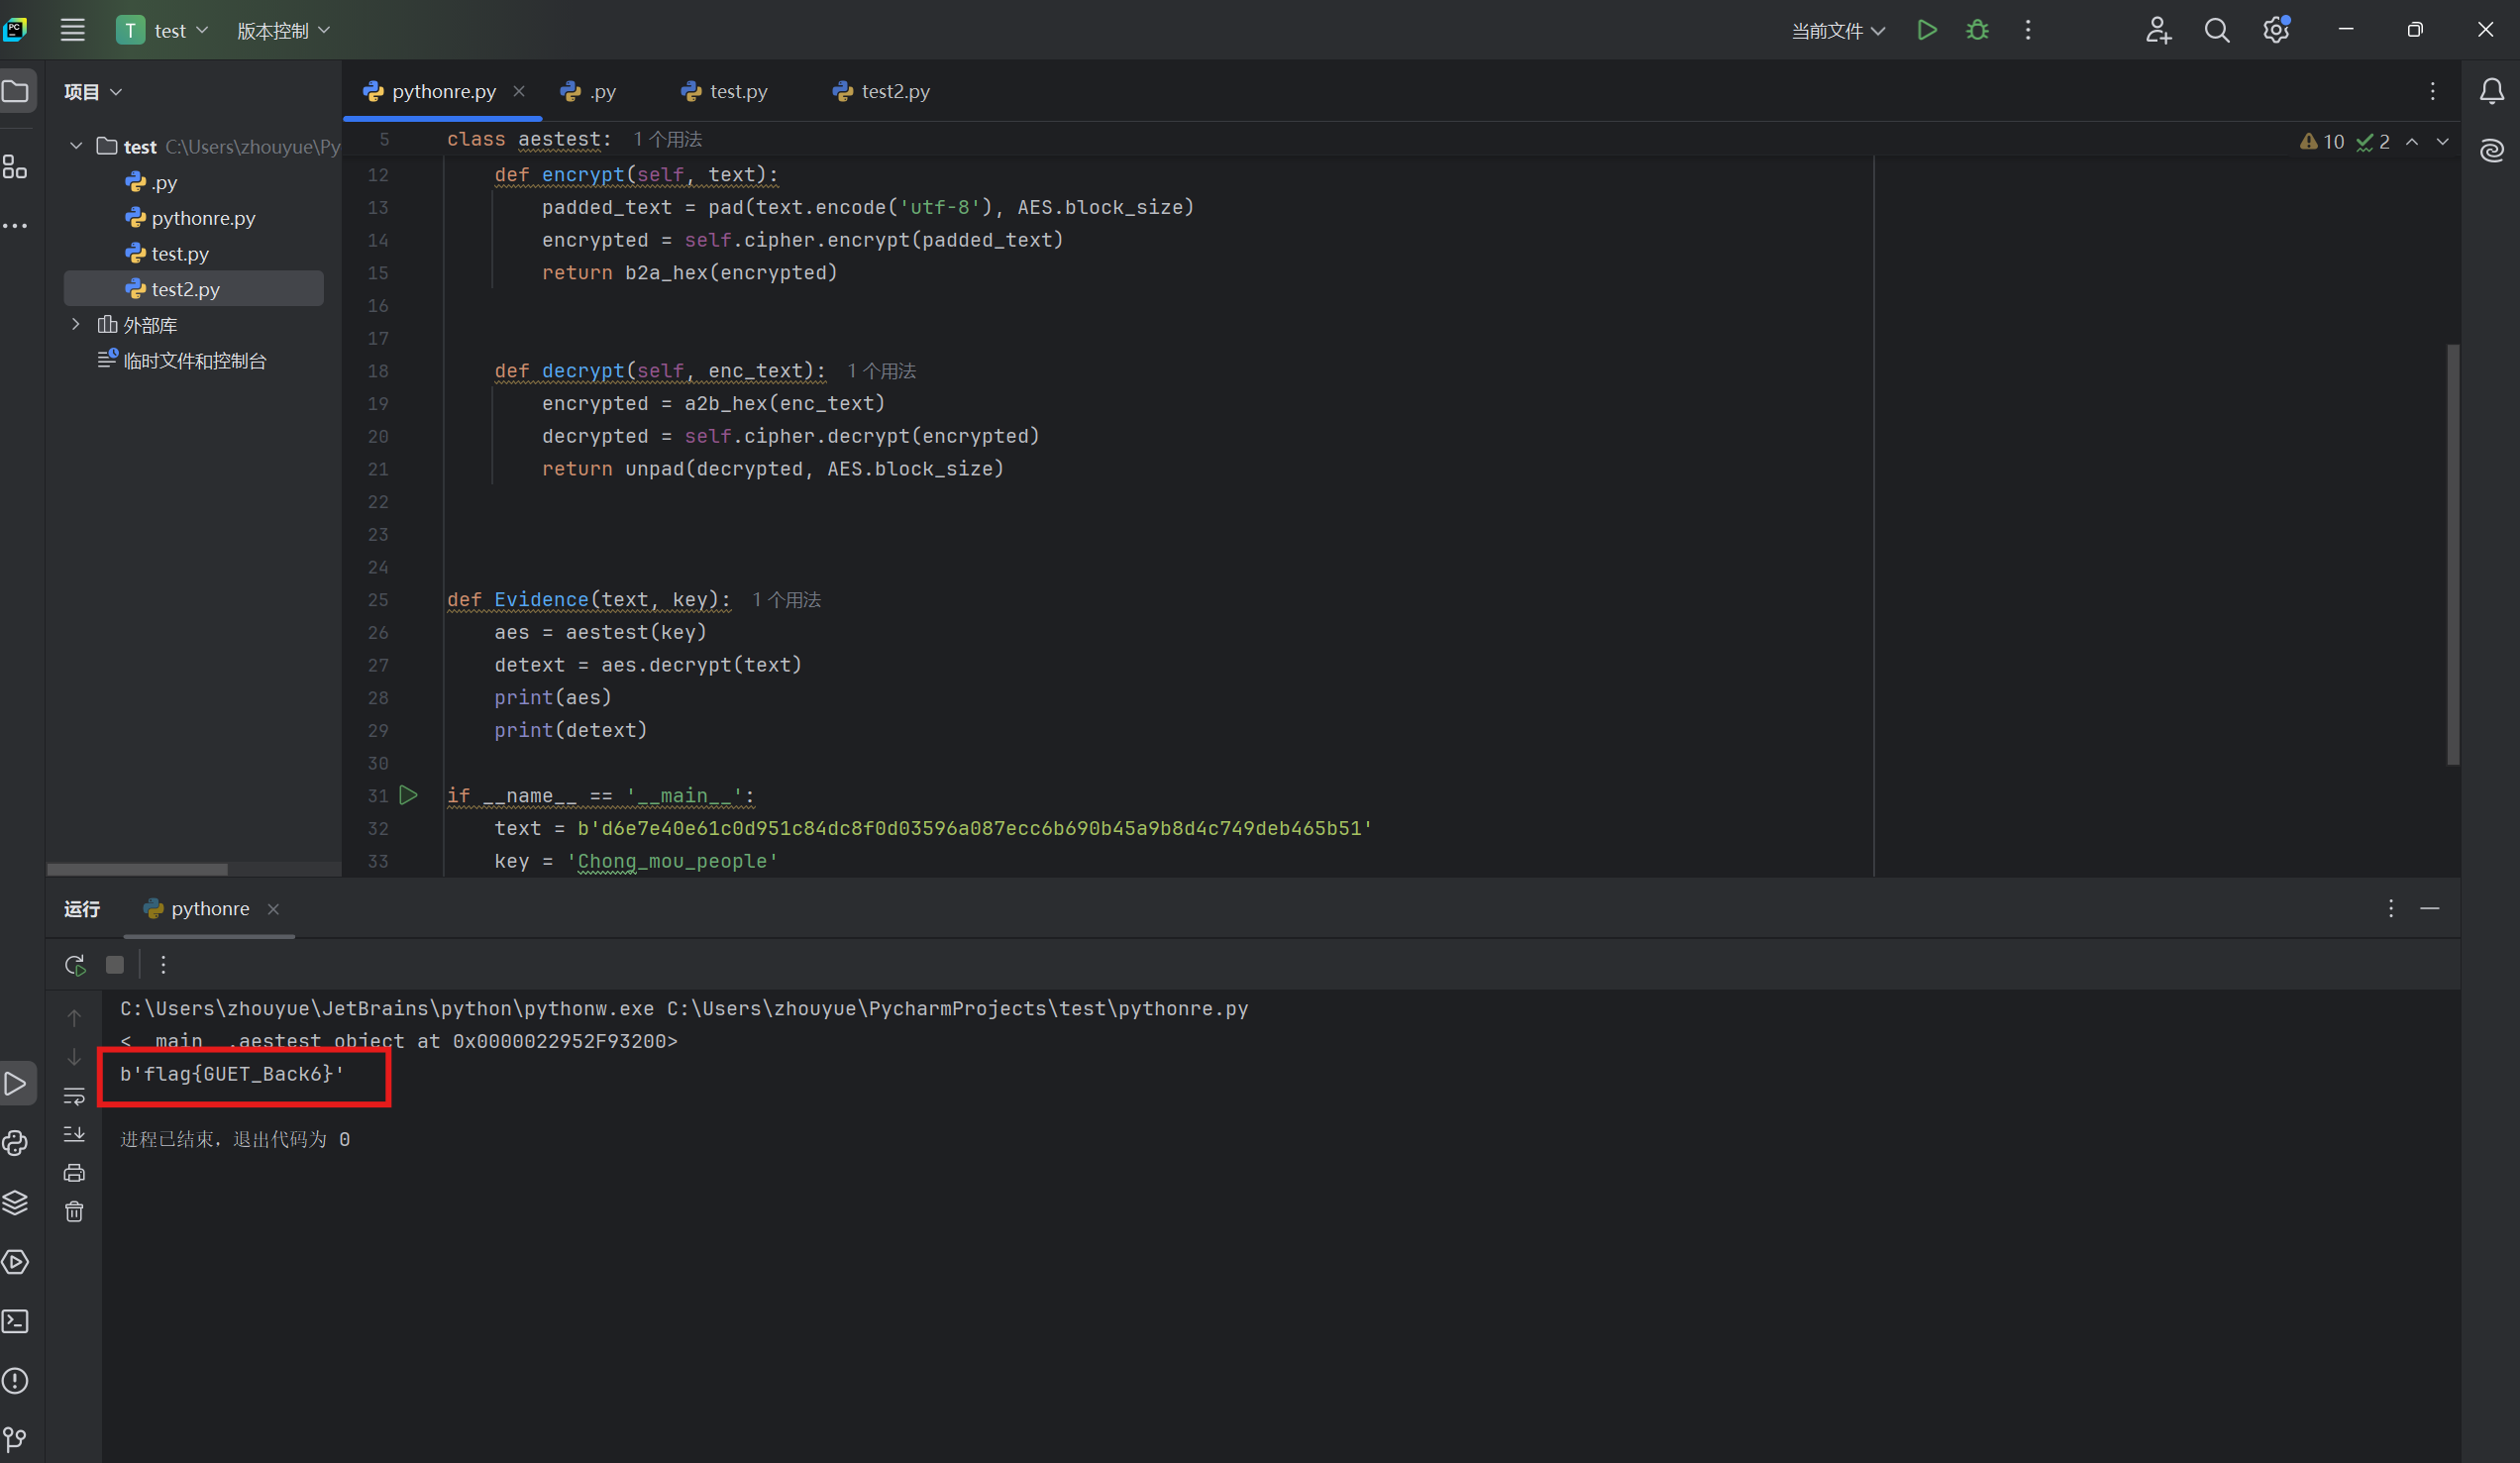 PC
T test 版本控制 当前文件
项目
test C:\Users\zhouyue\Py
.py
pythonre.py
test.py
test2.py
外部库
临时文件和控制台
pythonre.py .py test.py test2.py
5 class aestest: 1 个用法 10 2
12 def encrypt(self, text):
13 padded_text = pad(text.encode('utf-8'), AES.block_size)
14 encrypted = self.cipher.encrypt(padded_text)
15 return b2a_hex(encrypted)
16
17
18 def decrypt(self, enc_text): 1 个用法
19 encrypted = a2b_hex(enc_text)
20 decrypted = self.cipher.decrypt(encrypted)
21 return unpad(decrypted, AES.block_size)
22
23
24
25 def Evidence(text, key): 1 个用法
26 aes = aestest(key)
27 detext = aes.decrypt(text)
28 print(aes)
29 print(detext)
30
31 if __name__ == '__main__':
32 text = b'd6e7e40e61c0d951c84dc8f0d03596a087ecc6b690b45a9b8d4c749deb465b51'
33 key = 'Chong_mou_people'
运行 pythonre
C:\Users\zhouyue\JetBrains\python\pythonw.exe C:\Users\zhouyue\PycharmProjects\test\pythonre.py
<__main__.aestest object at 0x0000022952F93200>
b'flag{GUET_Back6}'
进程已结束，退出代码为 0